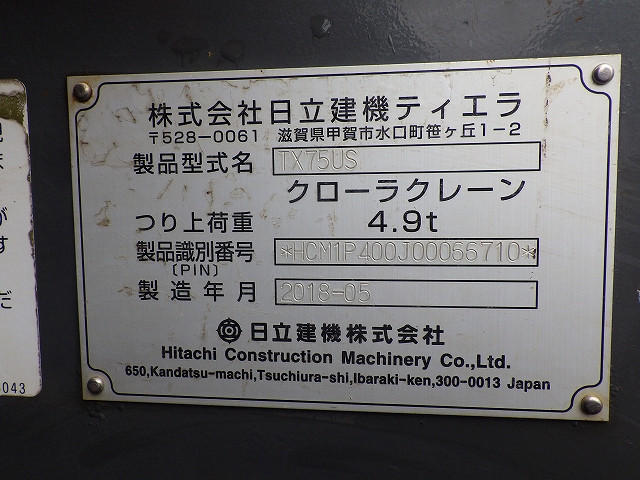 株式会社日立建機ティエラ
〒528-0061 滋賀県甲賀市水口町笹ヶ丘1-2
製品型式名 TX75US
クローラクレーン
つり上荷重 4.9t
製品識別番号 *HCM1P400J00066710*
(PIN)
製造年月 2018-05
日立建機株式会社
Hitachi Construction Machinery Co.,Ltd.
650,Kandatsu-machi,Tsuchiura-shi,Ibaraki-ken,300-0013 Japan
が
す
だ
043